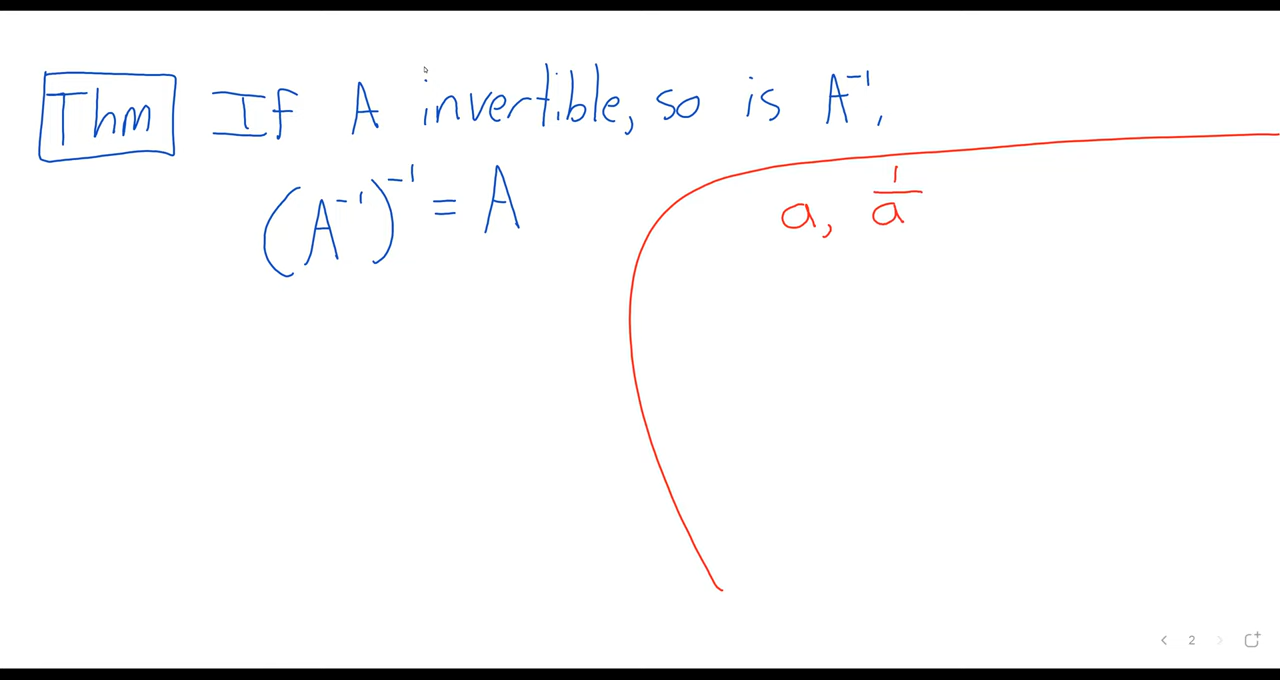 Thm If A invertible, so is A⁻¹,
(A⁻¹)⁻¹ = A
a, 1/a
2